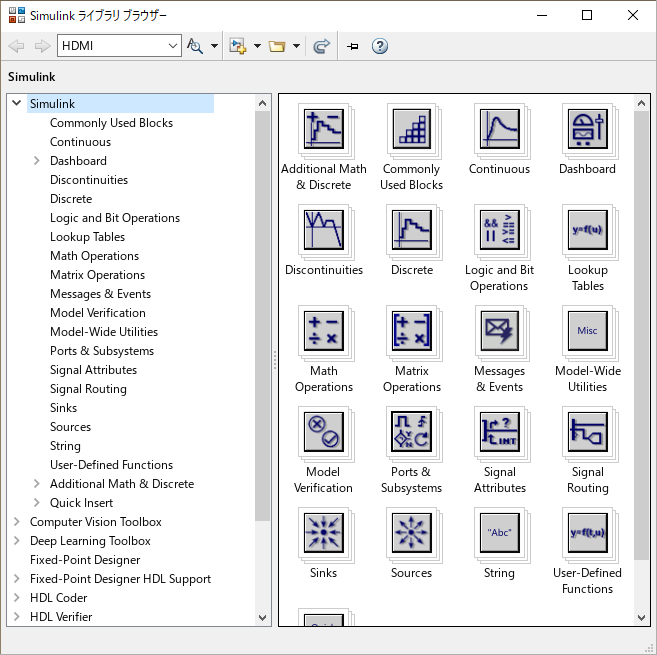 Simulink ライブラリ ブラウザー
HDMI
Simulink
Simulink
Commonly Used Blocks
Continuous
Dashboard
Discontinuities
Discrete
Logic and Bit Operations
Lookup Tables
Math Operations
Matrix Operations
Messages & Events
Model Verification
Model-Wide Utilities
Ports & Subsystems
Signal Attributes
Signal Routing
Sinks
Sources
String
User-Defined Functions
Additional Math & Discrete
Quick Insert
Computer Vision Toolbox
Deep Learning Toolbox
Fixed-Point Designer
Fixed-Point Designer HDL Support
HDL Coder
HDL Verifier
Additional Math
& Discrete
Commonly
Used Blocks
Continuous
Dashboard
Discontinuities
Discrete
Logic and Bit
Operations
y=f(u)
Lookup
Tables
Math
Operations
Matrix
Operations
Messages
& Events
Misc
Model-Wide
Utilities
Model
Verification
Y
N
Ports &
Subsystems
?
INT
Signal
Attributes
Signal
Routing
Sinks
Sources
"Abc"
String
y=f(t,u)
User-Defined
Functions